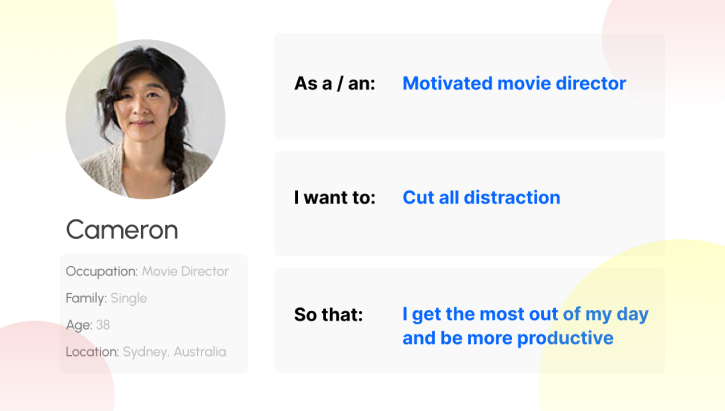 Cameron
Occupation: Movie Director
Family: Single
Age: 38
Location: Sydney, Australia
As a / an: Motivated movie director
I want to: Cut all distraction
So that: I get the most out of my day
and be more productive